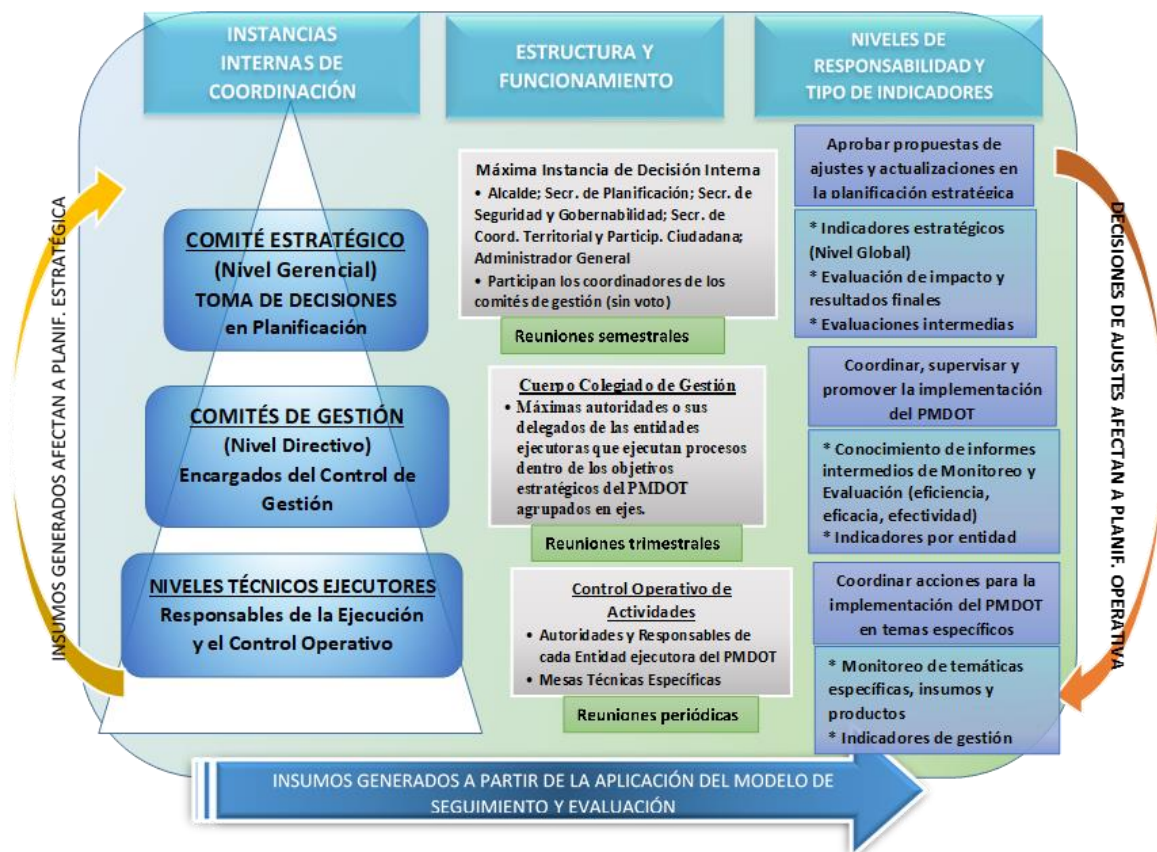 INSTANCIAS
INTERNAS DE
COORDINACIÓN
ESTRUCTURA Y
FUNCIONAMIENTO
NIVELES DE
RESPONSABILIDAD Y
TIPO DE INDICADORES
INSUMOS GENERADOS AFECTAN A PLANIF. ESTRATÉGICA
COMITÉ ESTRATÉGICO
(Nivel Gerencial)
TOMA DE DECISIONES
en Planificación
Máxima Instancia de Decisión Interna
• Alcalde; Secr. de Planificación; Secr. de
Seguridad y Gobernabilidad; Secr. de
Coord. Territorial y Particip. Ciudadana;
Administrador General
• Participan los coordinadores de los
comités de gestión (sin voto)
Reuniones semestrales
Aprobar propuestas de
ajustes y actualizaciones en
la planificación estratégica
* Indicadores estratégicos
(Nivel Global)
* Evaluación de impacto y
resultados finales
* Evaluaciones intermedias
COMITÉS DE GESTIÓN
(Nivel Directivo)
Encargados del Control de
Gestión
Cuerpo Colegiado de Gestión
• Máximas autoridades o sus
delegados de las entidades
ejecutoras que ejecutan procesos
dentro de los objetivos
estratégicos del PMDOT
agrupados en ejes.
Reuniones trimestrales
Coordinar, supervisar y
promover la implementación
del PMDOT
* Conocimiento de informes
intermedios de Monitoreo y
Evaluación (eficiencia,
eficacia, efectividad)
* Indicadores por entidad
NIVELES TÉCNICOS EJECUTORES
Responsables de la Ejecución
y el Control Operativo
Control Operativo de
Actividades
• Autoridades y Responsables de
cada Entidad ejecutora del PMDOT
• Mesas Técnicas Específicas
Reuniones periódicas
Coordinar acciones para la
implementación del PMDOT
en temas específicos
* Monitoreo de temáticas
específicas, insumos y
productos
* Indicadores de gestión
DECISIONES DE AJUSTES AFECTAN A PLANIF. OPERATIVA
INSUMOS GENERADOS A PARTIR DE LA APLICACIÓN DEL MODELO DE
SEGUIMIENTO Y EVALUACIÓN